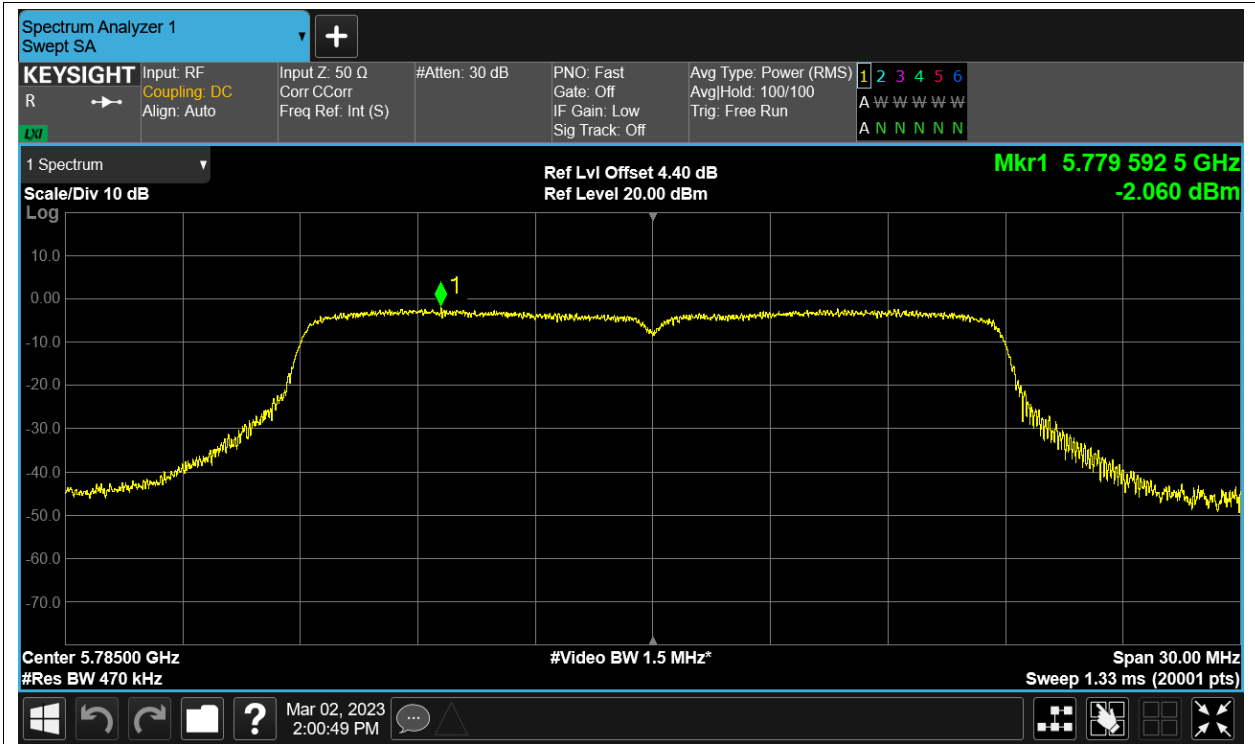 Spectrum Analyzer 1
Swept SA
KEYSIGHT
R
LXI
Input: RF
Coupling: DC
Align: Auto
Input Z: 50 Ω
Corr CCorr
Freq Ref: Int (S)
#Atten: 30 dB
PNO: Fast
Gate: Off
IF Gain: Low
Sig Track: Off
Avg Type: Power (RMS)
Avg|Hold: 100/100
Trig: Free Run
1 2 3 4 5 6
A W W W W W
A N N N N N
1 Spectrum
Scale/Div 10 dB
Log
Ref Lvl Offset 4.40 dB
Ref Level 20.00 dBm
Mkr1 5.779 592 5 GHz
-2.060 dBm
1
10.0
0.00
-10.0
-20.0
-30.0
-40.0
-50.0
-60.0
-70.0
Center 5.78500 GHz
#Res BW 470 kHz
#Video BW 1.5 MHz*
Span 30.00 MHz
Sweep 1.33 ms (20001 pts)
?
Mar 02, 2023
2:00:49 PM